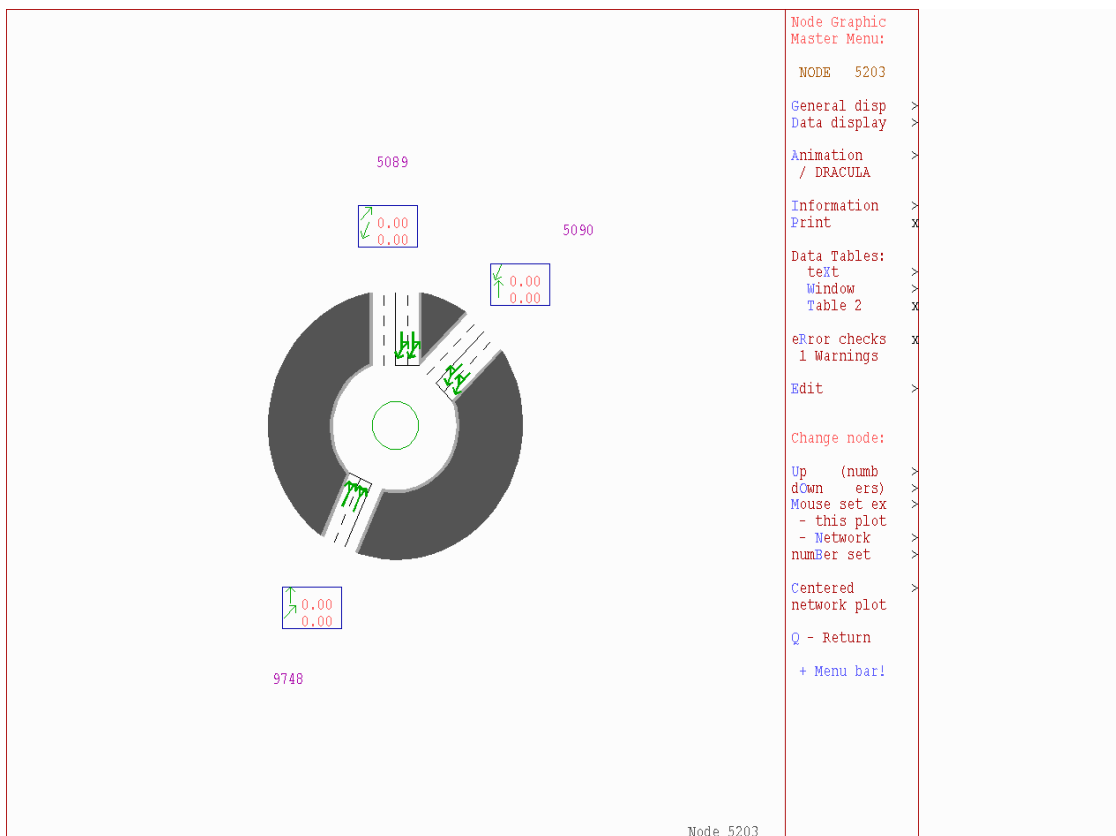 5089
0.00
0.00
5090
0.00
0.00
0.00
0.00
9748
Node 5203
Node Graphic
Master Menu:
NODE 5203
General disp >
Data display >
Animation >
/ DRACULA
Information >
Print x
Data Tables:
teXt >
Window >
Table 2 x
eRror checks x
1 Warnings
Edit >
Change node:
Up (numb >
dOwn ers) >
Mouse set ex >
- this plot
- Network >
numBer set >
Centered >
network plot
Q - Return
+ Menu bar!